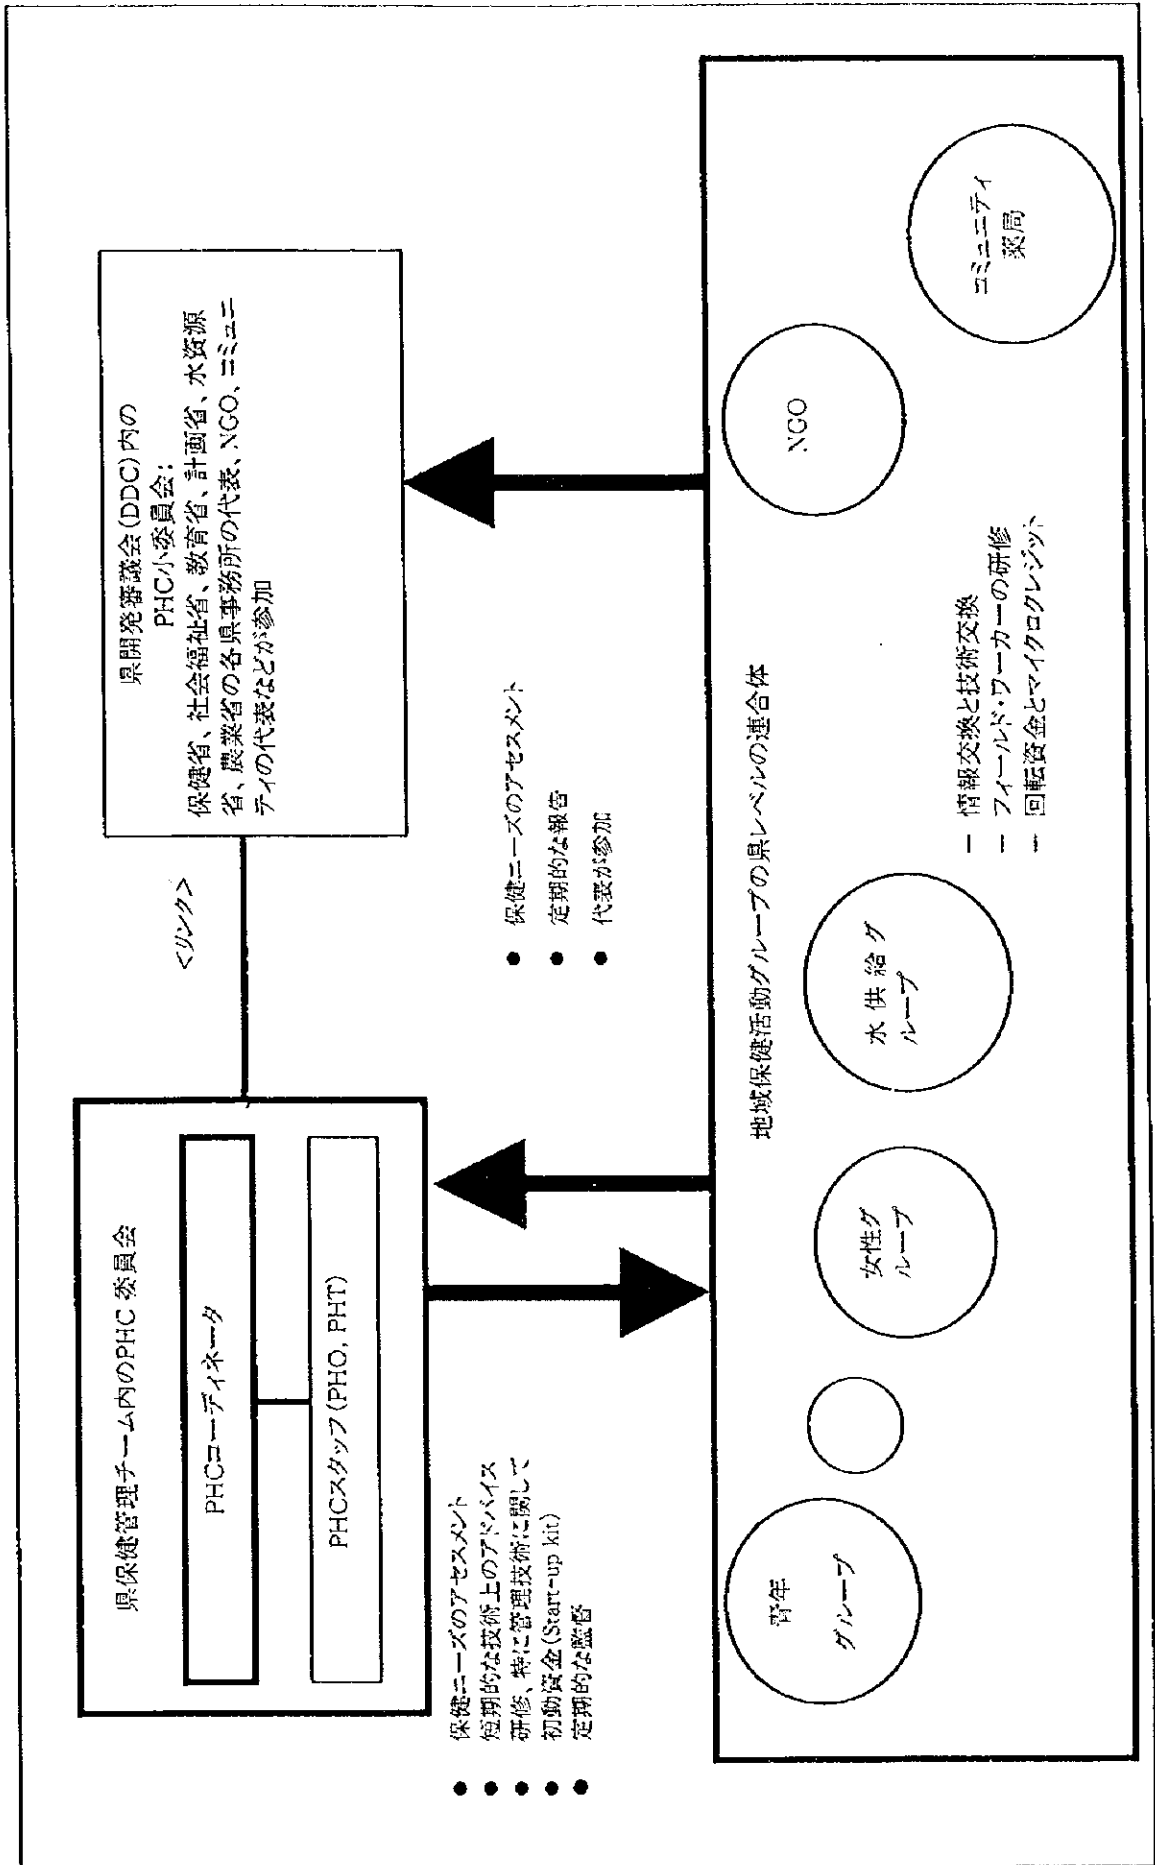 県保健管理チーム内のPHC 委員会
PHCコーディネータ
PHCスタッフ(PHO, PHT)
<リンク>
県開発審議会(DDC)内の
PHC小委員会:
保健省、社会福祉省、教育省、計画省、水資源
省、農業省の各県事務所の代表、NGO、コミュニ
ティの代表などが参加
● 保健ニーズのアセスメント
● 短期的な技術上のアドバイス
● 研修、特に管理技術に関して
● 初動資金(Start-up kit)
● 定期的な監督
● 保健ニーズのアセスメント
● 定期的な報告
● 代表が参加
地域保健活動グループの県レベルの連合体
青年
グループ
女性グ
ループ
水 供 給 グ
ループ
NGO
コミュニティ
薬局
ー 情報交換と技術交換
ー フィールド・ワーカーの研修
ー 回転資金とマイクロクレジット